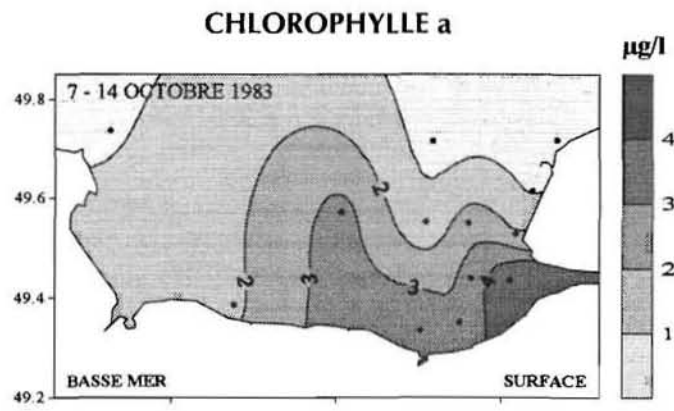 CHLOROPHYLLE a
µg/l
7 - 14 OCTOBRE 1983
49.8
49.6
49.4
49.2
2
2
3
3
4
4
3
2
1
BASSE MER
SURFACE